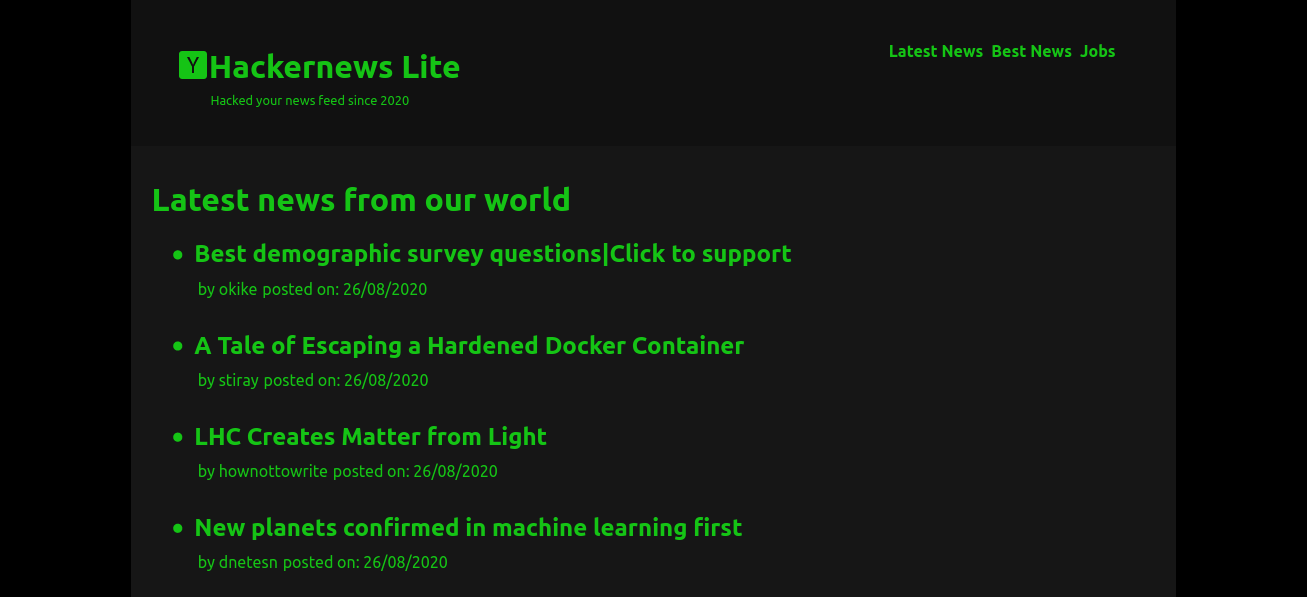 Y Hackernews Lite
Hacked your news feed since 2020
Latest News Best News Jobs
Latest news from our world
Best demographic survey questions|Click to support
by okike posted on: 26/08/2020
A Tale of Escaping a Hardened Docker Container
by stiray posted on: 26/08/2020
LHC Creates Matter from Light
by hownottowrite posted on: 26/08/2020
New planets confirmed in machine learning first
by dnetesn posted on: 26/08/2020